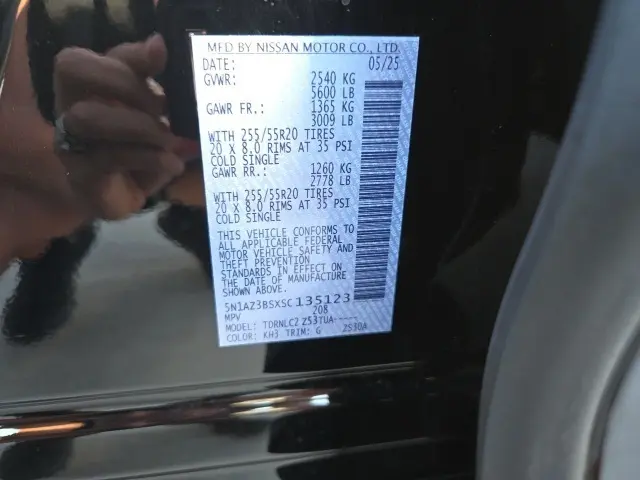 MFD BY NISSAN MOTOR CO., LTD.
DATE: 05/25
GVWR: 2540 KG
5600 LB
GAWR FR.: 1365 KG
3009 LB
WITH 255/55R20 TIRES
20 X 8.0 RIMS AT 35 PSI
COLD SINGLE
GAWR RR.: 1260 KG
2778 LB
WITH 255/55R20 TIRES
20 X 8.0 RIMS AT 35 PSI
COLD SINGLE
THIS VEHICLE CONFORMS TO
ALL APPLICABLE FEDERAL
MOTOR VEHICLE SAFETY AND
THEFT PREVENTION
STANDARDS IN EFFECT ON
THE DATE OF MANUFACTURE
SHOWN ABOVE.
5N1AZ3BSXSC135123
MPV 208
MODEL: TDRNLC2 Z53TUA-----
COLOR: KH3 TRIM: G ZS30A